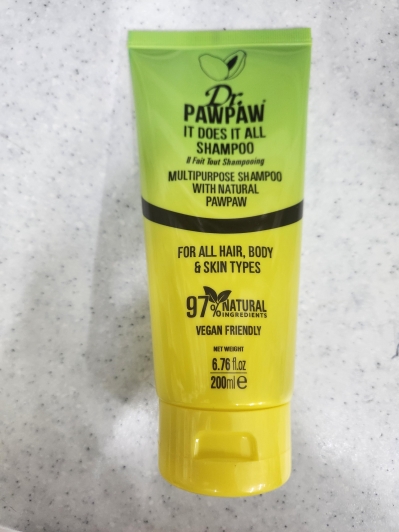 Dr.
PAWPAW
IT DOES IT ALL
SHAMPOO
Il Fait Tout Shampooing
MULTIPURPOSE SHAMPOO
WITH NATURAL
PAWPAW
FOR ALL HAIR, BODY
& SKIN TYPES
97% NATURAL
INGREDIENTS
VEGAN FRIENDLY
NET WEIGHT
6.76 fl.oz
200ml e